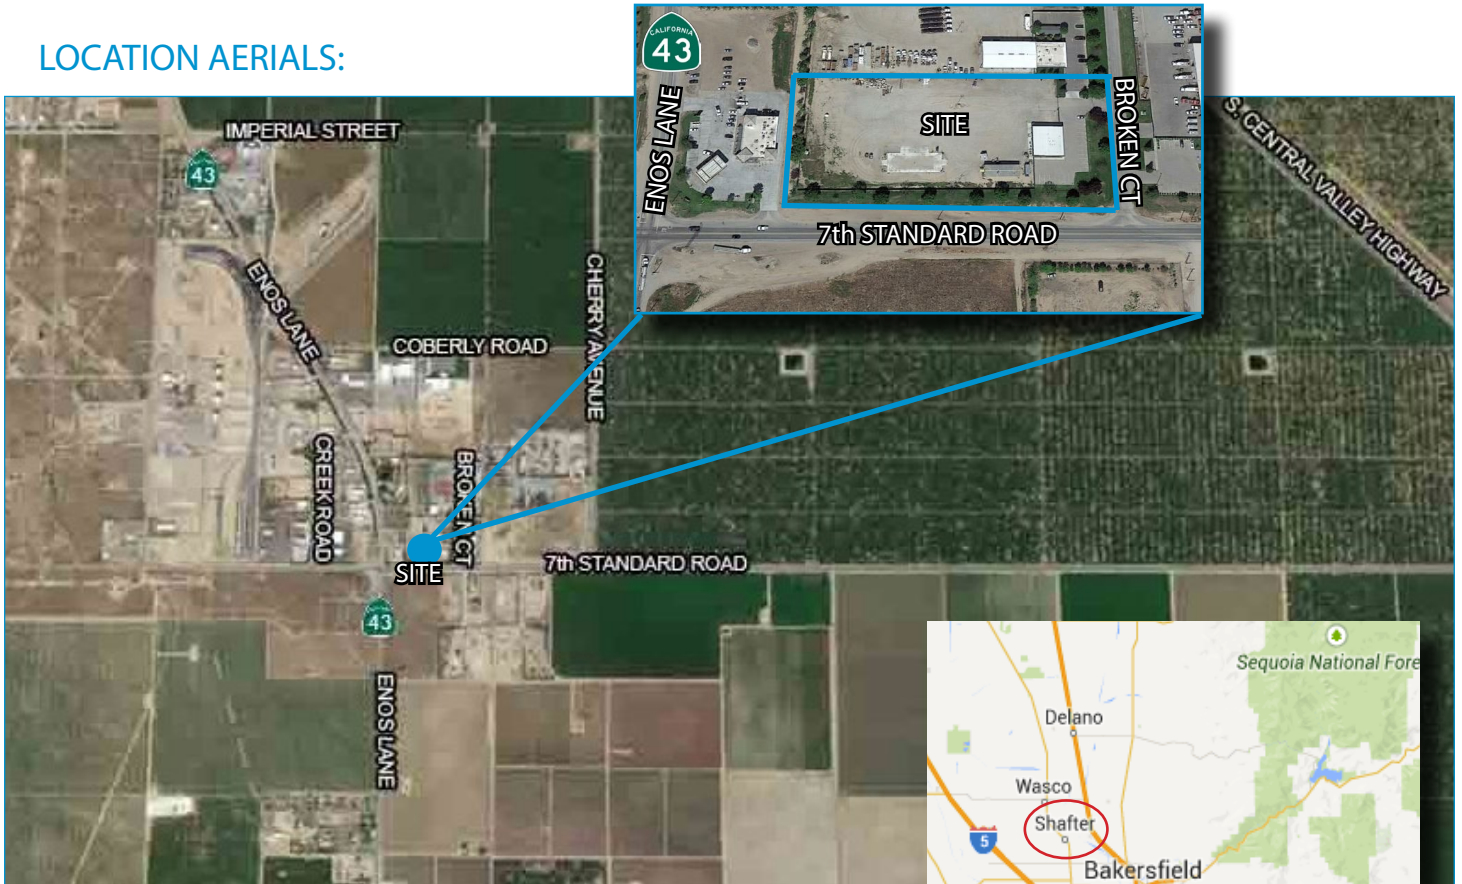 LOCATION AERIALS:
CALIFORNIA
43
ENOS LANE
SITE
BROKEN CT
7th STANDARD ROAD
S. CENTRAL VALLEY HIGHWAY
IMPERIAL STREET
43
ENOS LANE
CHERRY AVENUE
COBERLY ROAD
CREEK ROAD
BROKEN CT
SITE
7th STANDARD ROAD
43
ENOS LANE
Sequoia National Fore
Delano
Wasco
Shafter
5
Bakersfield